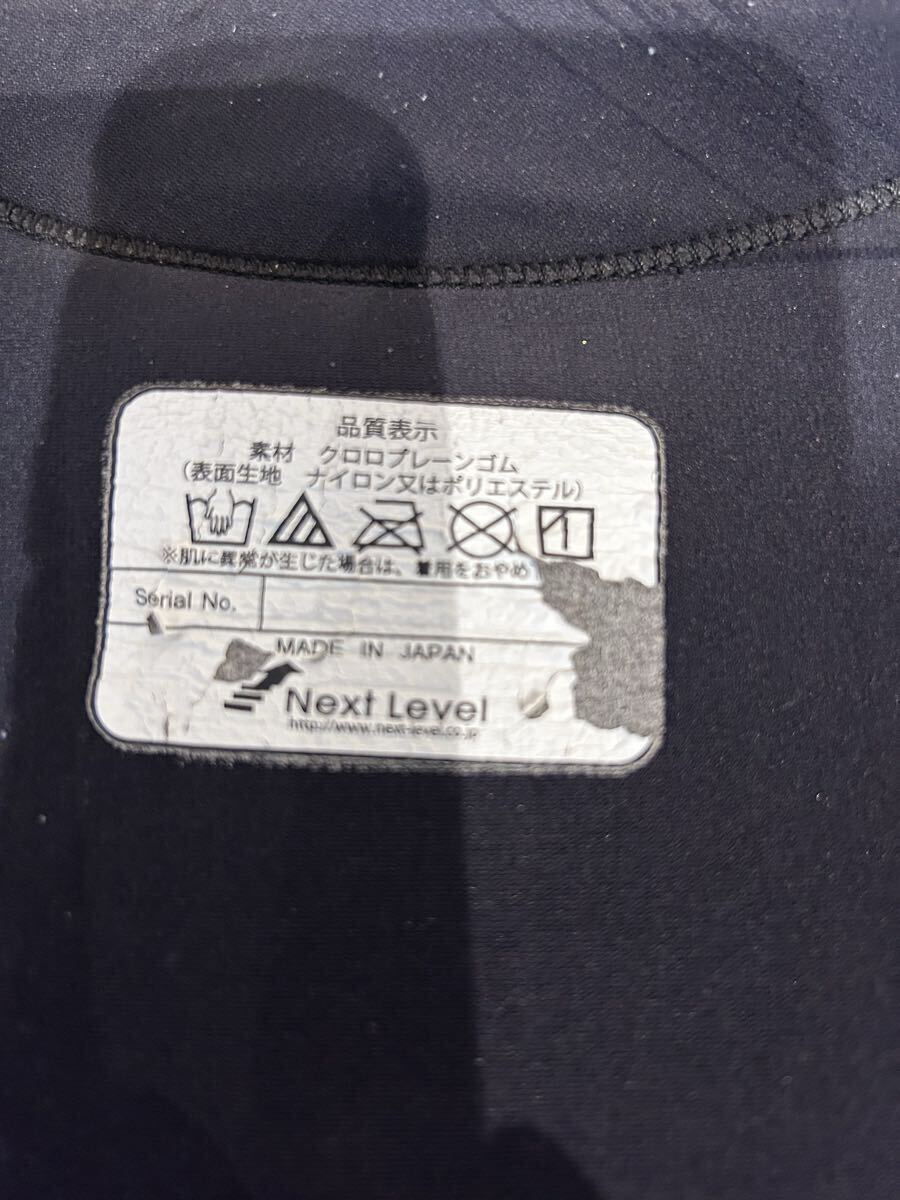 品質表示
素材 クロロプレーンゴム
（表面生地 ナイロン又はポリエステル）
※肌に異常が生じた場合は、着用をおやめ
Serial No.
MADE IN JAPAN
Next Level
http://www.next-level.co.jp